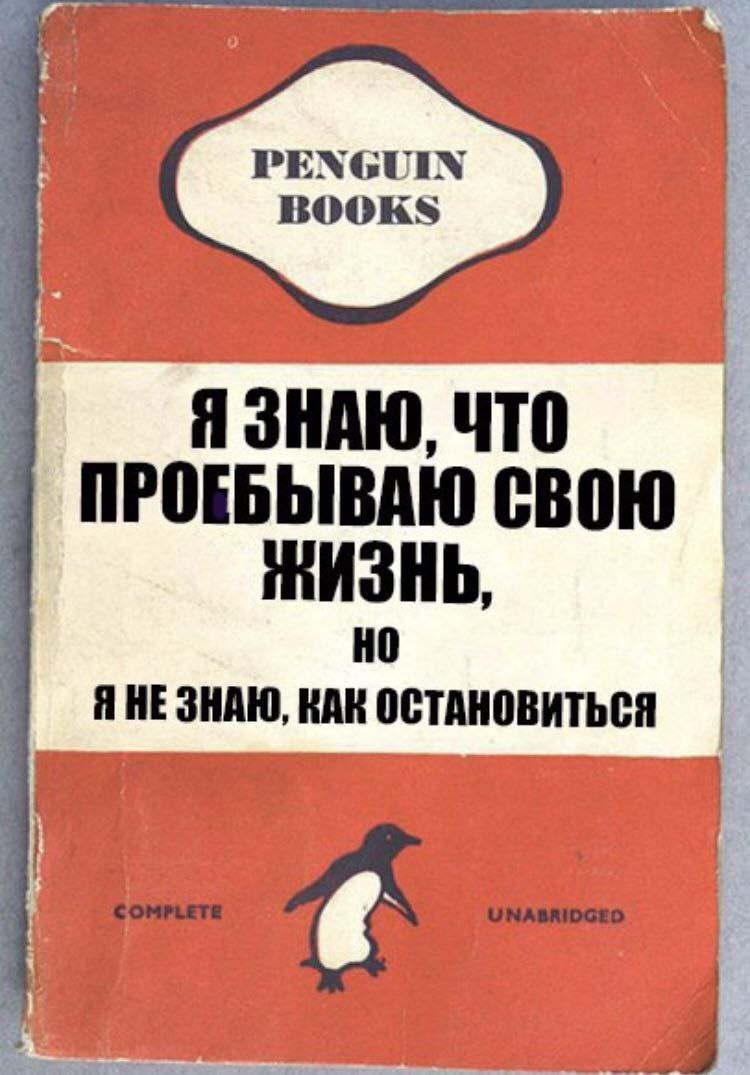 PENGUIN
BOOKS
Я ЗНАЮ, ЧТО
ПРОЕБЫВАЮ СВОЮ
ЖИЗНЬ,
НО
Я НЕ ЗНАЮ, КАК ОСТАНОВИТЬСЯ
COMPLETE
UNABRIDGED